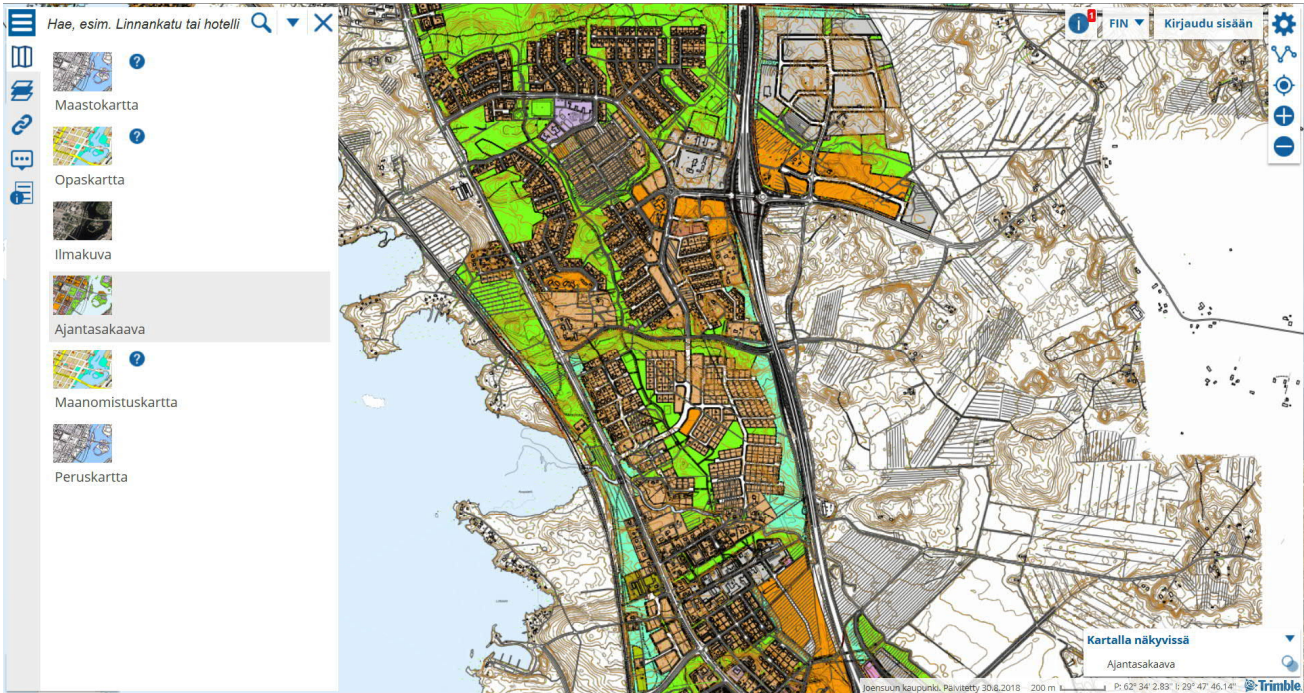 Hae, esim. Linnankatu tai hotelli
1
FIN
Kirjaudu sisään
Maastokartta
Opaskartta
Ilmakuva
Ajantasakaava
Maanomistuskartta
Peruskartta
Kartalla näkyvissä
Ajantasakaava
Joensuun kaupunki, Päivitetty 30.8.2018 200 m P: 62° 34' 2.83" I: 29° 47' 46.14" Trimble